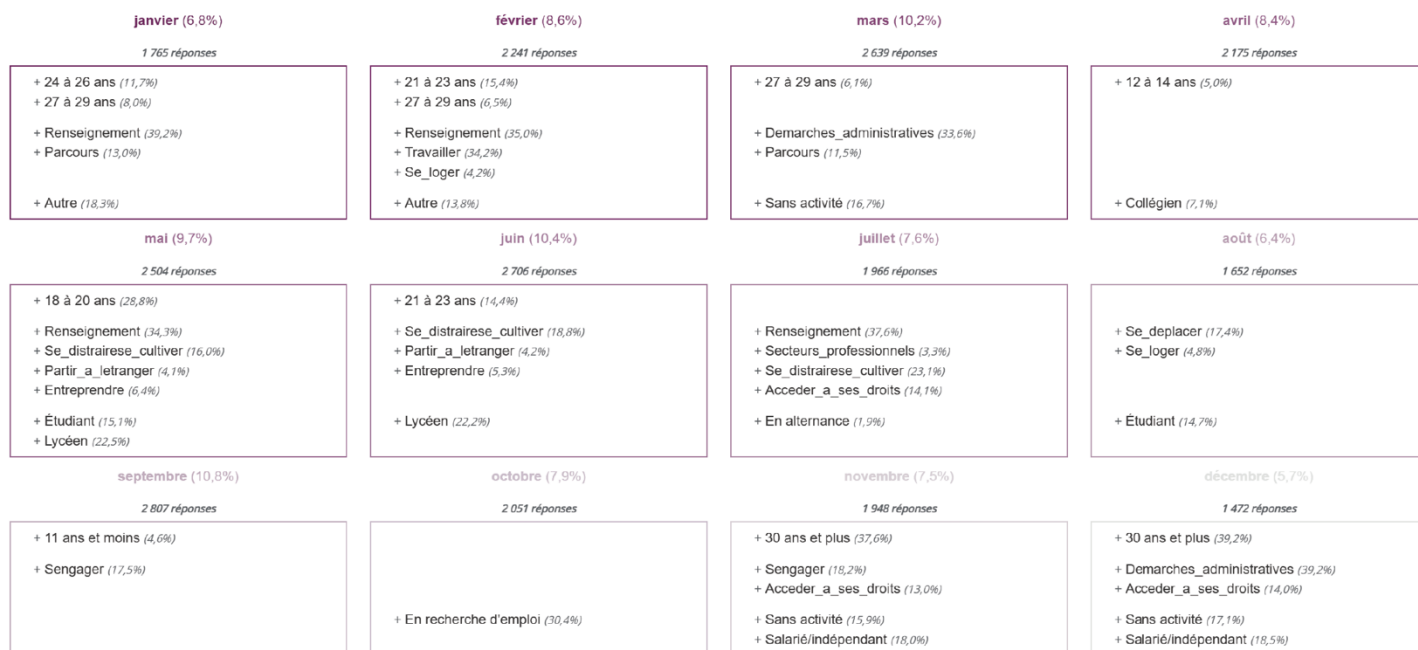 janvier (6,8%)
1 765 réponses
+ 24 à 26 ans (11,7%)
+ 27 à 29 ans (8,0%)
+ Renseignement (39,2%)
+ Parcours (13,0%)
+ Autre (18,3%)
février (8,6%)
2 241 réponses
+ 21 à 23 ans (15,4%)
+ 27 à 29 ans (6,5%)
+ Renseignement (35,0%)
+ Travailler (34,2%)
+ Se_loger (4,2%)
+ Autre (13,8%)
mars (10,2%)
2 639 réponses
+ 27 à 29 ans (6,1%)
+ Demarches_administratives (33,6%)
+ Parcours (11,5%)
+ Sans activité (16,7%)
avril (8,4%)
2 175 réponses
+ 12 à 14 ans (5,0%)
+ Collégien (7,1%)
mai (9,7%)
2 504 réponses
+ 18 à 20 ans (28,8%)
+ Renseignement (34,3%)
+ Se_distrairese_cultiver (16,0%)
+ Partir_a_letranger (4,1%)
+ Entreprendre (6,4%)
+ Étudiant (15,1%)
+ Lycéen (22,5%)
juin (10,4%)
2 706 réponses
+ 21 à 23 ans (14,4%)
+ Se_distrairese_cultiver (18,8%)
+ Partir_a_letranger (4,2%)
+ Entreprendre (5,3%)
+ Lycéen (22,2%)
juillet (7,6%)
1 966 réponses
+ Renseignement (37,6%)
+ Secteurs_professionnels (3,3%)
+ Se_distrairese_cultiver (23,1%)
+ Acceder_a_ses_droits (14,1%)
+ En alternance (1,9%)
août (6,4%)
1 652 réponses
+ Se_deplacer (17,4%)
+ Se_loger (4,8%)
+ Étudiant (14,7%)
septembre (10,8%)
2 807 réponses
+ 11 ans et moins (4,6%)
+ Sengager (17,5%)
octobre (7,9%)
2 051 réponses
+ En recherche d'emploi (30,4%)
novembre (7,5%)
1 948 réponses
+ 30 ans et plus (37,6%)
+ Sengager (18,2%)
+ Acceder_a_ses_droits (13,0%)
+ Sans activité (15,9%)
+ Salarié/indépendant (18,0%)
décembre (5,7%)
1 472 réponses
+ 30 ans et plus (39,2%)
+ Demarches_administratives (39,2%)
+ Acceder_a_ses_droits (14,0%)
+ Sans activité (17,1%)
+ Salarié/indépendant (18,5%)